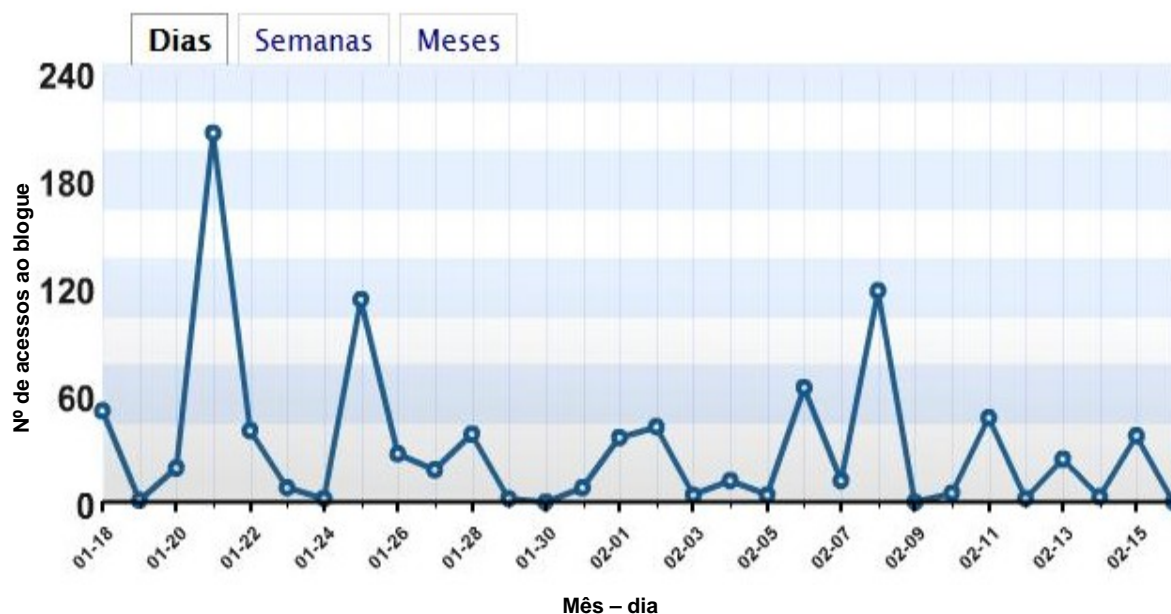 Dias Semanas Meses
240
180
120
60
0
Nº de acessos ao blogue
01-18 01-20 01-22 01-24 01-26 01-28 01-30 02-01 02-03 02-05 02-07 02-09 02-11 02-13 02-15
Mês – dia